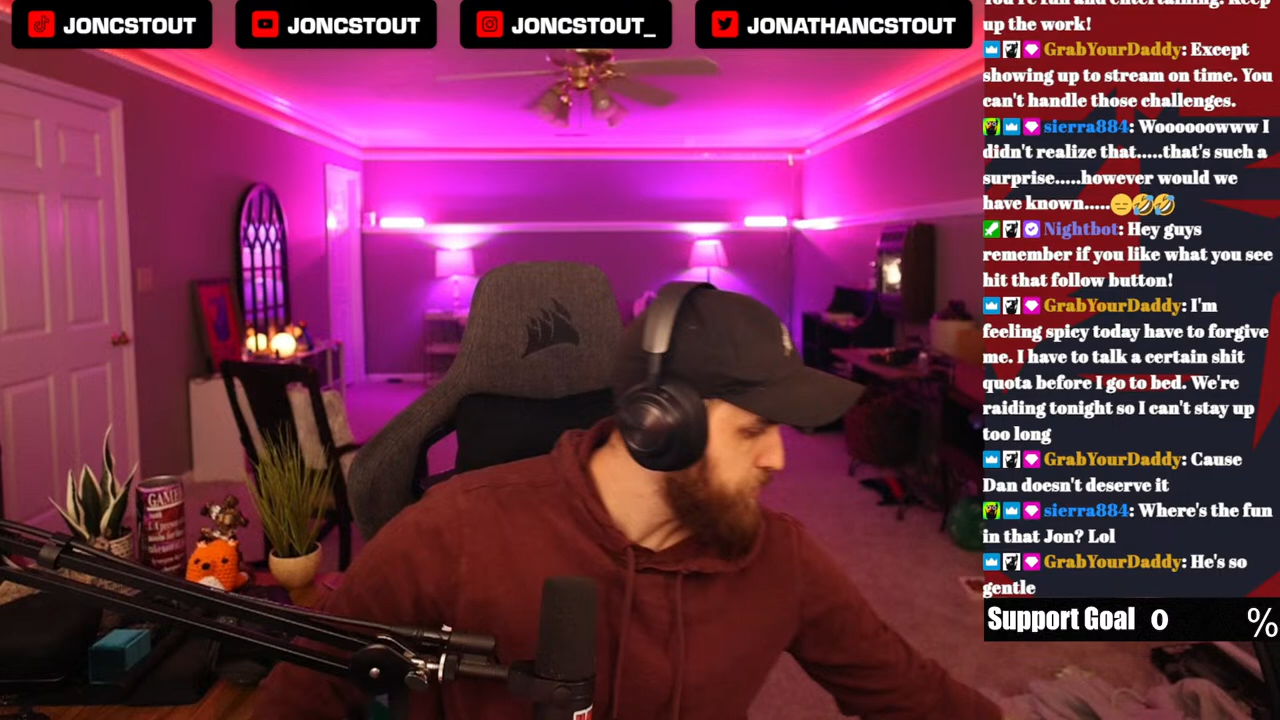 JONCSTOUT
JONCSTOUT
JONCSTOUT_
JONATHANCSTOUT
up the work!
GrabYourDaddy: Except
showing up to stream on time. You
can't handle those challenges.
sierra884: Woooooowww I
didn't realize that.....that's such a
surprise.....however would we
have known.....😑🤣🤣
Nightbot: Hey guys
remember if you like what you see
hit that follow button!
GrabYourDaddy: I'm
feeling spicy today have to forgive
me. I have to talk a certain shit
quota before I go to bed. We're
raiding tonight so I can't stay up
too long
GrabYourDaddy: Cause
Dan doesn't deserve it
sierra884: Where's the fun
in that Jon? Lol
GrabYourDaddy: He's so
gentle
Support Goal 0 %
GAMER